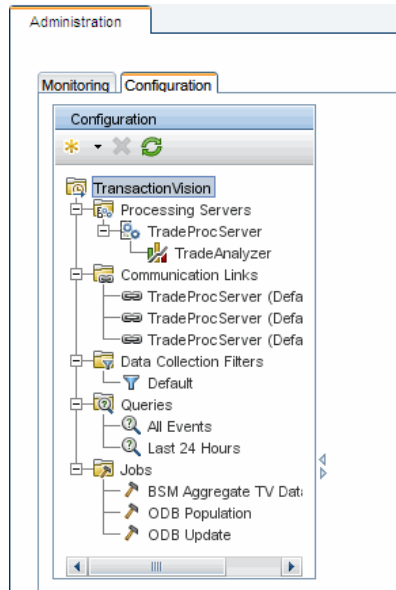 Administration
Monitoring Configuration
Configuration
TransactionVision
Processing Servers
TradeProcServer
TradeAnalyzer
Communication Links
TradeProcServer (Defa
TradeProcServer (Defa
TradeProcServer (Defa
Data Collection Filters
Default
Queries
All Events
Last 24 Hours
Jobs
BSM Aggregate TV Data
ODB Population
ODB Update